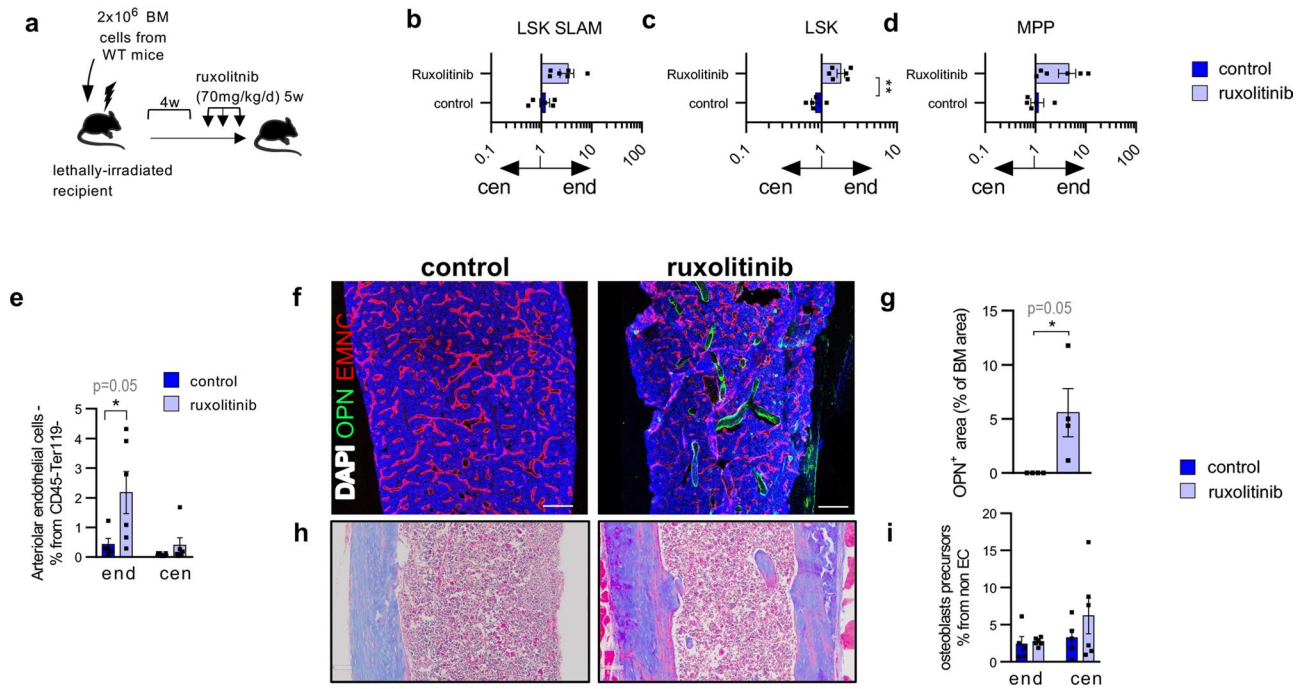 a
2x10⁶ BM
cells from
WT mice
ruxolitnib
(70mg/kg/d) 5w
4w
lethally-irradiated
recipient
b
LSK SLAM
Ruxolitinib
control
0.1
1
10
100
cen
end
c
LSK
Ruxolitinib
control
**
0.1
1
10
cen
end
d
MPP
Ruxolitinib
control
0.1
1
10
100
cen
end
control
ruxolitinib
e
control
ruxolitinib
p=0.05
*
Arteriolar endothelial cells -
% from CD45-Ter119-
5
4
3
2
1
0
end
cen
f
control
ruxolitinib
DAPI OPN EMNC
g
p=0.05
*
OPN⁺ area (% of BM area)
15
10
5
0
control
ruxolitinib
h
i
osteoblasts precursors
% from non EC
20
15
10
5
0
end
cen